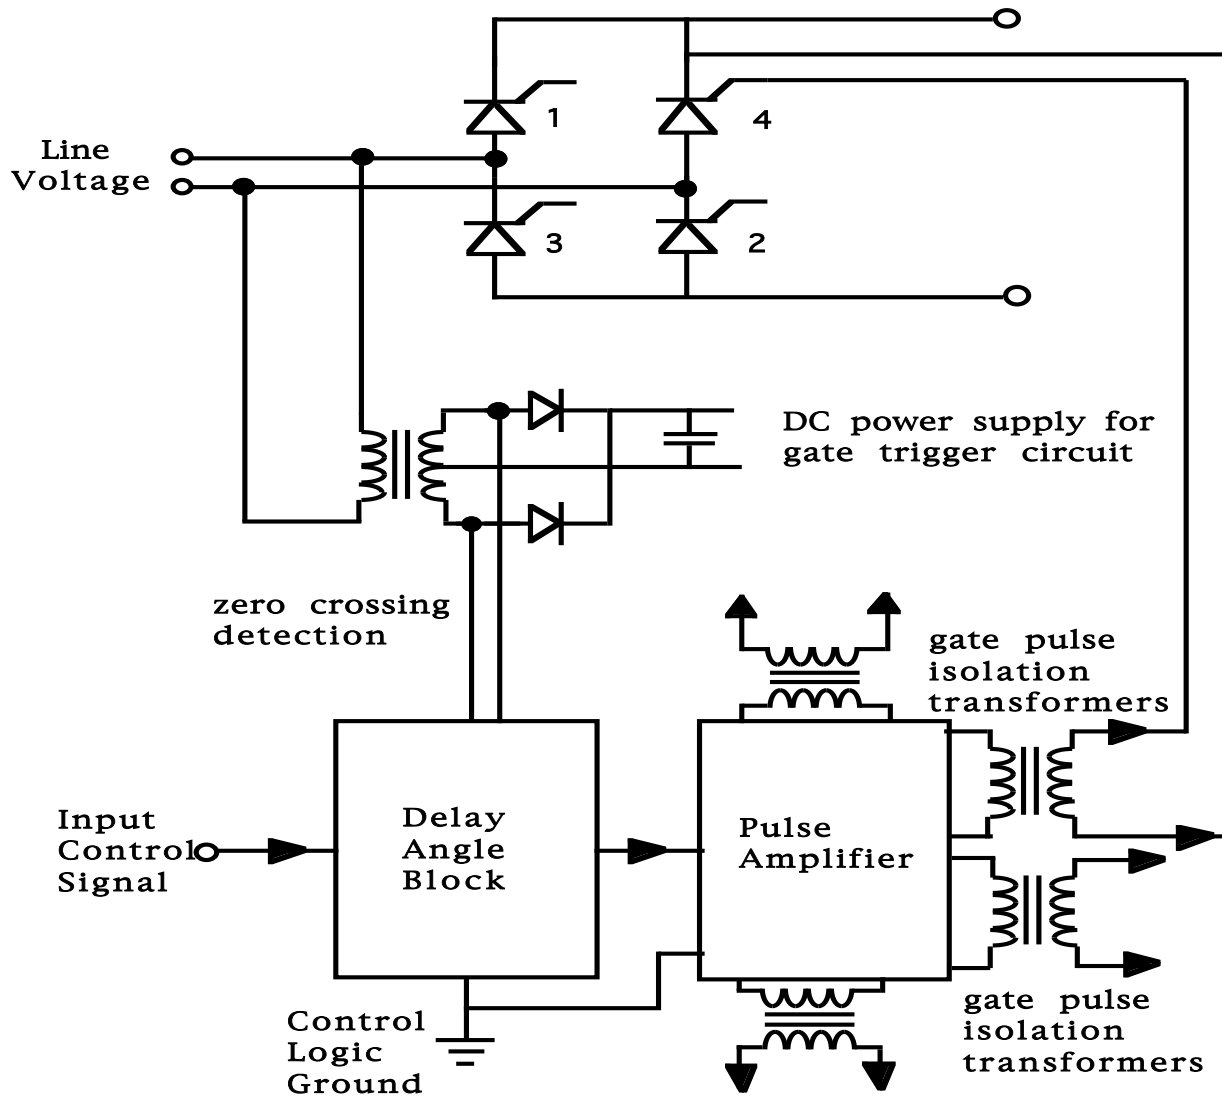 1
4
Line
Voltage
3
2
DC power supply for
gate trigger circuit
zero crossing
detection
gate pulse
isolation
transformers
Input
Control
Signal
Delay
Angle
Block
Pulse
Amplifier
Control
Logic
Ground
gate pulse
isolation
transformers